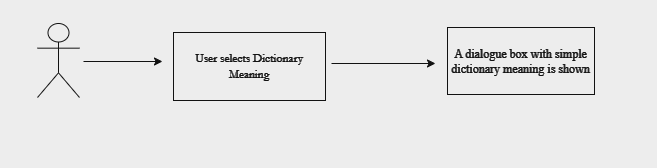 User selects Dictionary
Meaning
A dialogue box with simple
dictionary meaning is shown